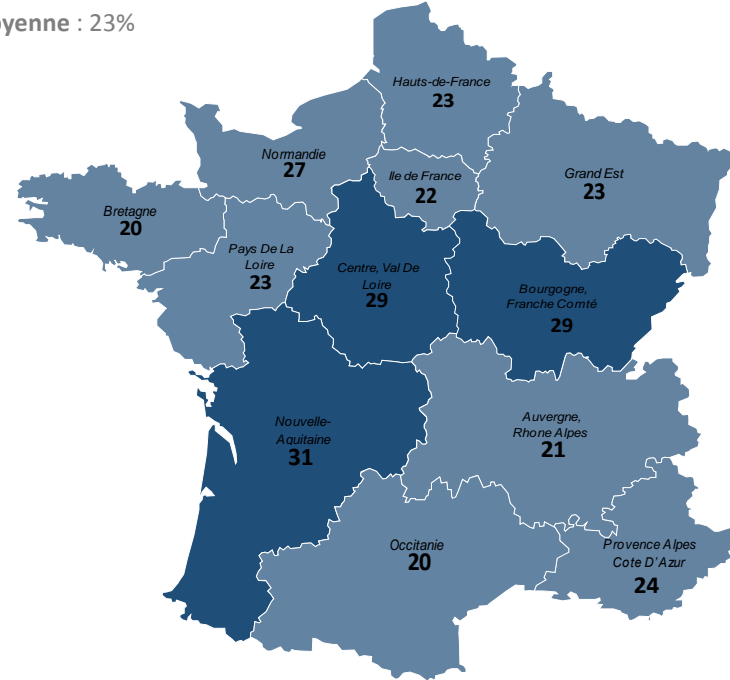 oyenne : 23%
Hauts-de-France
23
Normandie
27
Ile de France
22
Grand Est
23
Bretagne
20
Pays De La
Loire
23
Centre, Val De
Loire
29
Bourgogne,
Franche Comté
29
Nouvelle-
Aquitaine
31
Auvergne,
Rhone Alpes
21
Occitanie
20
Provence Alpes
Cote D'Azur
24